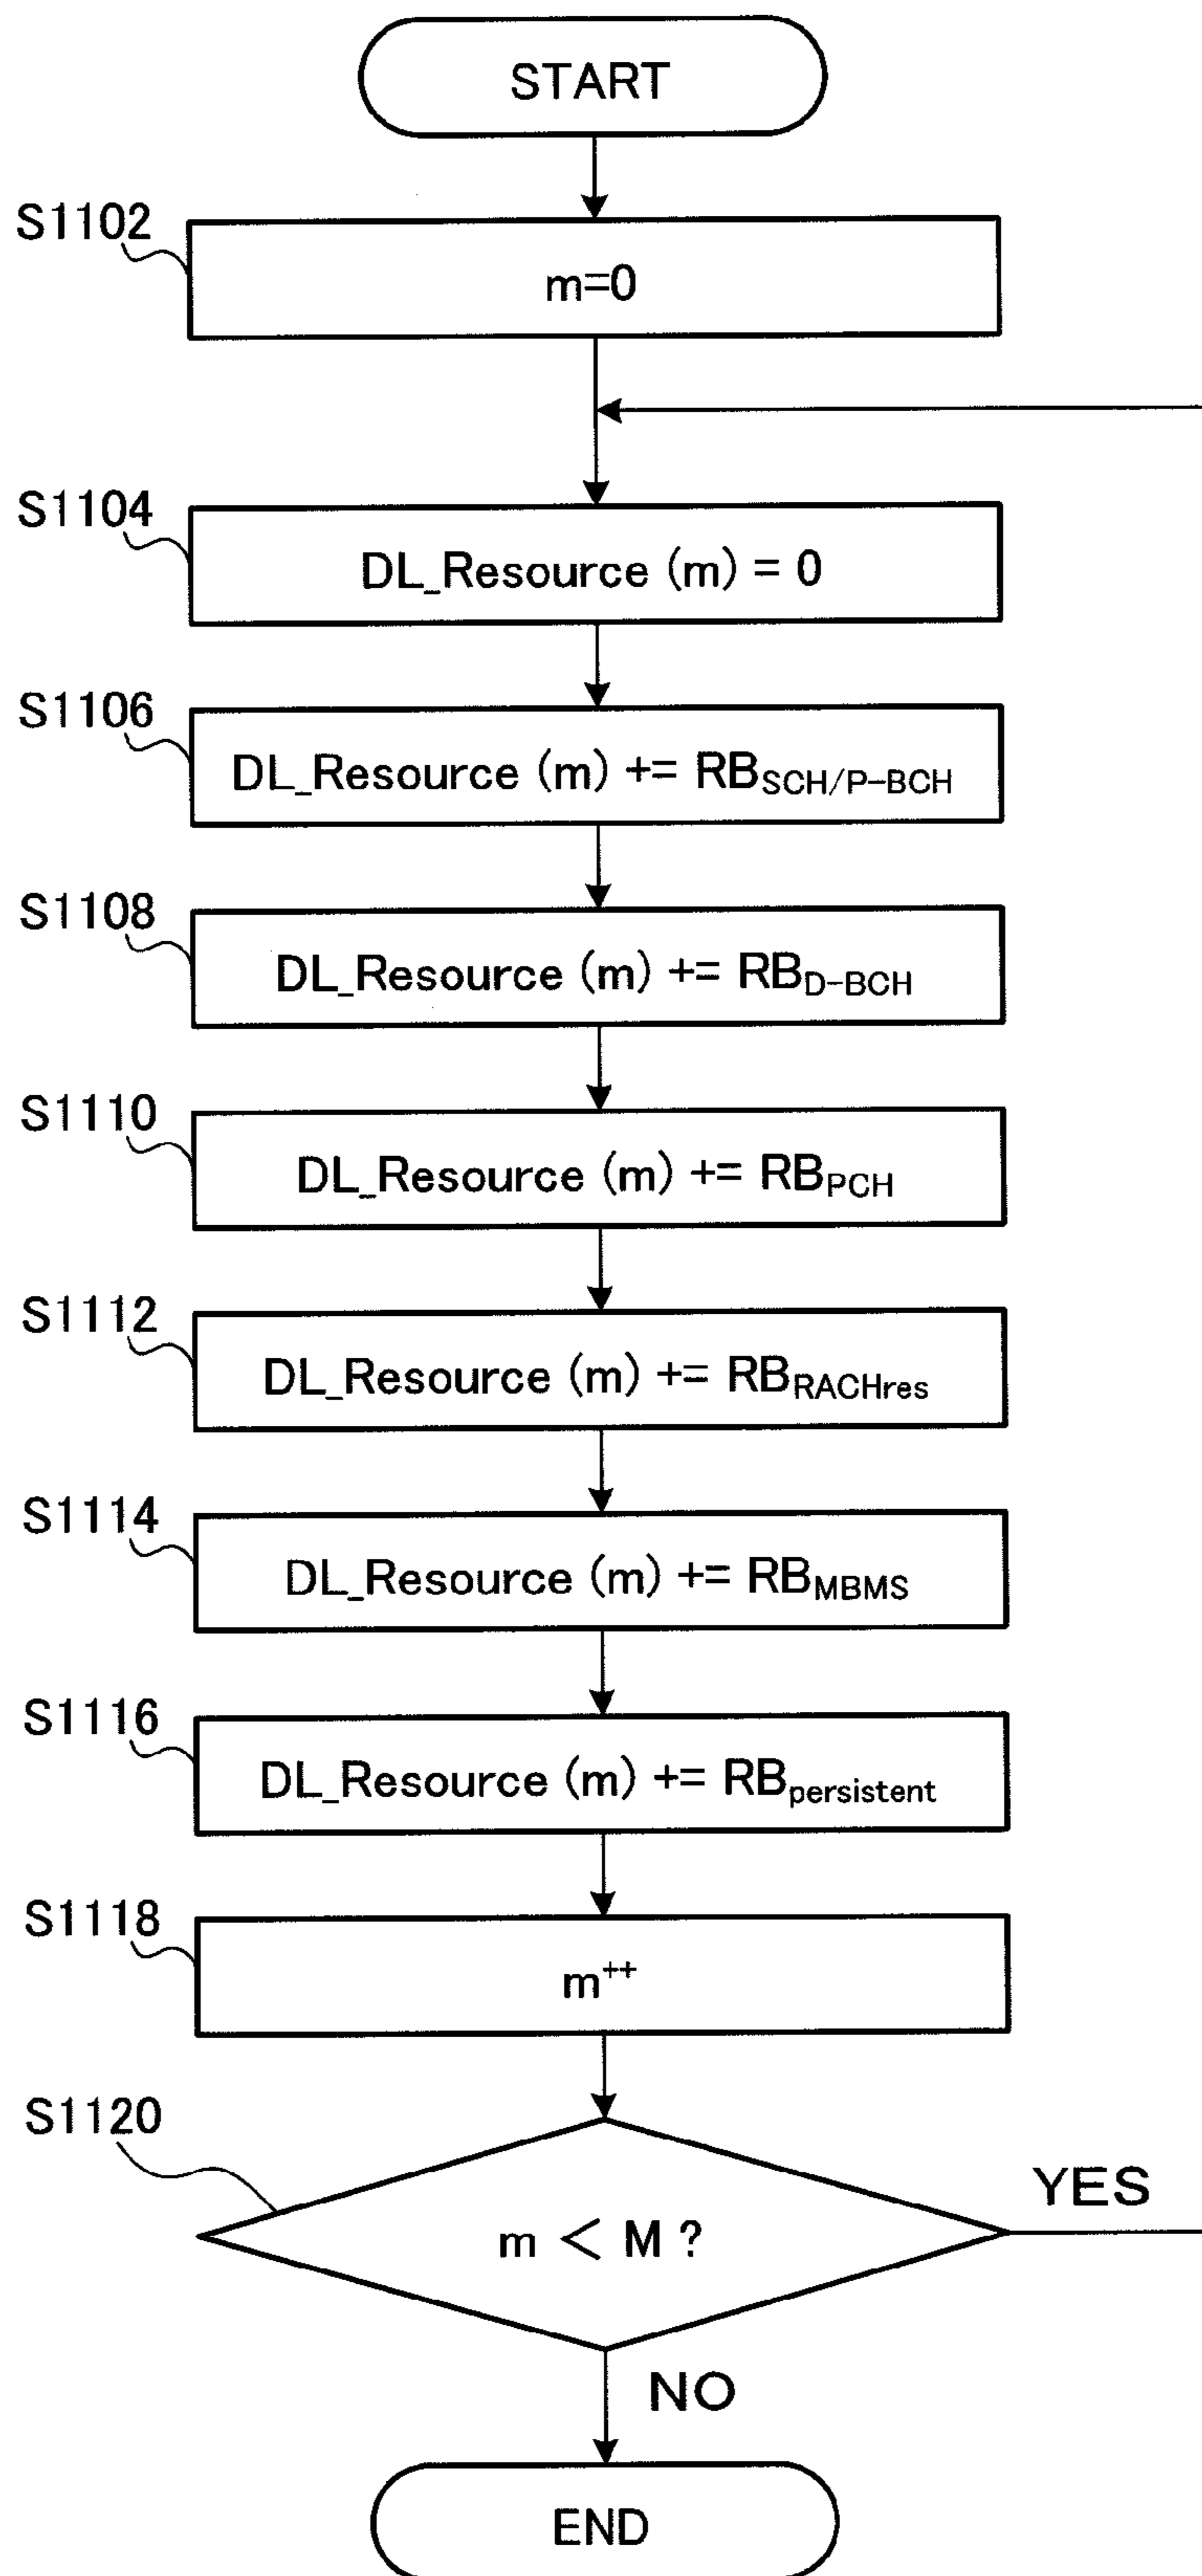 START
S1102
m=0
S1104
DL_Resource (m) = 0
S1106
DL_Resource (m) += RBSCH/P-BCH
S1108
DL_Resource (m) += RBD-BCH
S1110
DL_Resource (m) += RBPCH
S1112
DL_Resource (m) += RBRACHres
S1114
DL_Resource (m) += RBMBMS
S1116
DL_Resource (m) += RBpersistent
S1118
m++
S1120
m < M ?
YES
NO
END